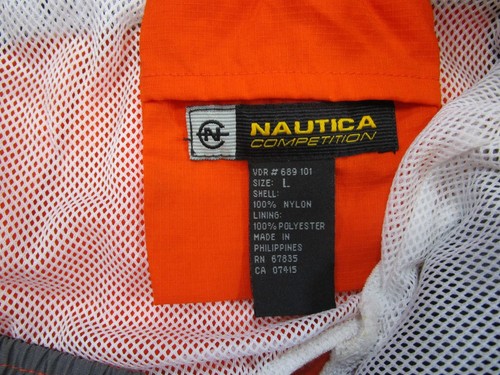 N
NAUTICA
COMPETITION
VDR # 689 101
SIZE: L
SHELL:
100% NYLON
LINING:
100% POLYESTER
MADE IN
PHILIPPINES
RN 67835
CA 07415